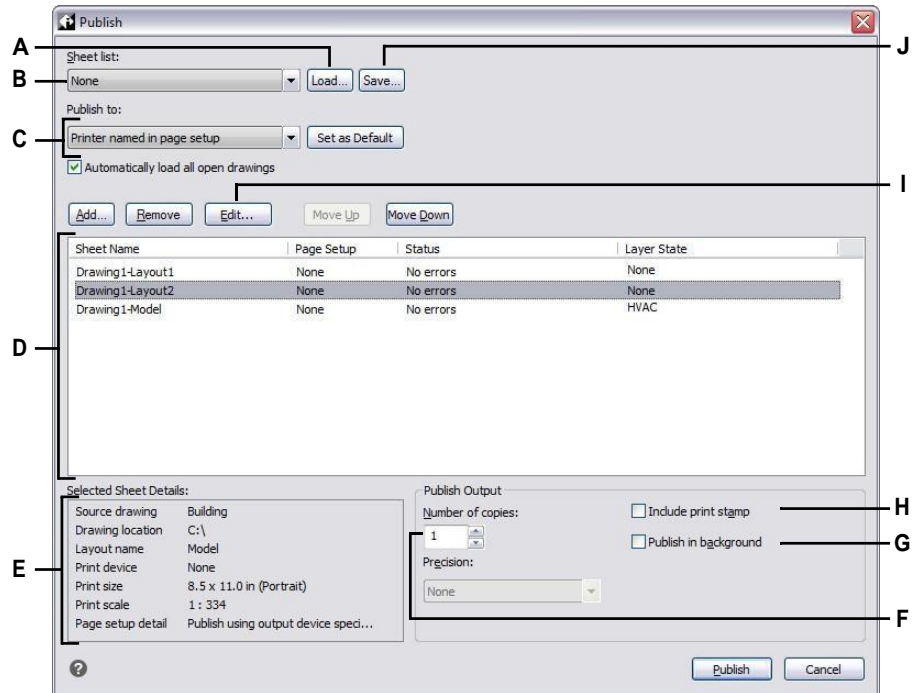 Publish
A
J
Sheet list:
B
None
Load...
Save...
Publish to:
C
Printer named in page setup
Set as Default
Automatically load all open drawings
I
Add...
Remove
Edit...
Move Up
Move Down
Sheet Name Page Setup Status Layer State
Drawing1-Layout1 None No errors None
Drawing1-Layout2 None No errors None
Drawing1-Model None No errors HVAC
D
Selected Sheet Details:
Source drawing Building
Drawing location C:\
Layout name Model
Print device None
Print size 8.5 x 11.0 in (Portrait)
Print scale 1 : 334
Page setup detail Publish using output device speci...
E
Publish Output
Number of copies:
1
Precision:
None
Include print stamp
H
Publish in background
G
F
?
Publish
Cancel